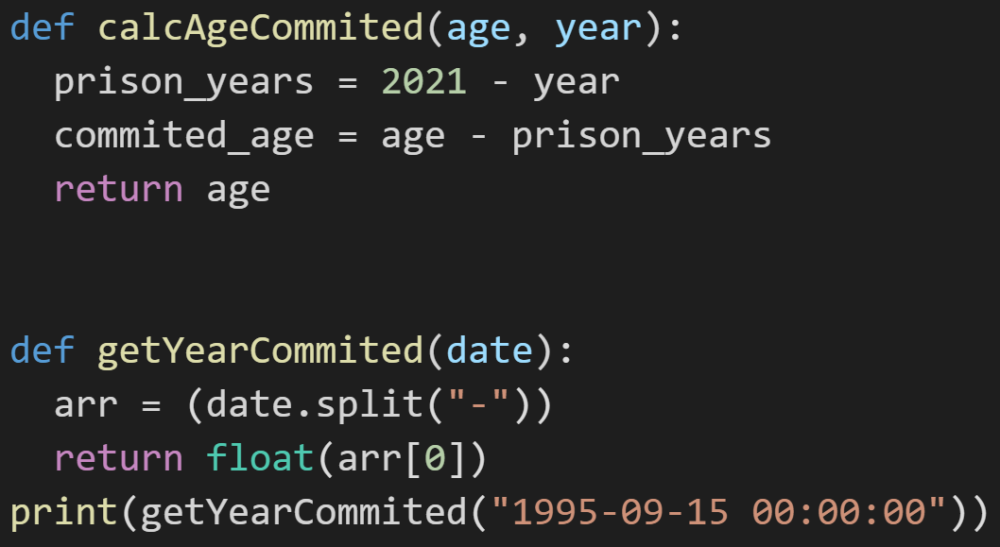 def calcAgeCommited(age, year):
  prison_years = 2021 - year
  commited_age = age - prison_years
  return age
def getYearCommited(date):
  arr = (date.split("-"))
  return float(arr[0])
print(getYearCommited("1995-09-15 00:00:00"))